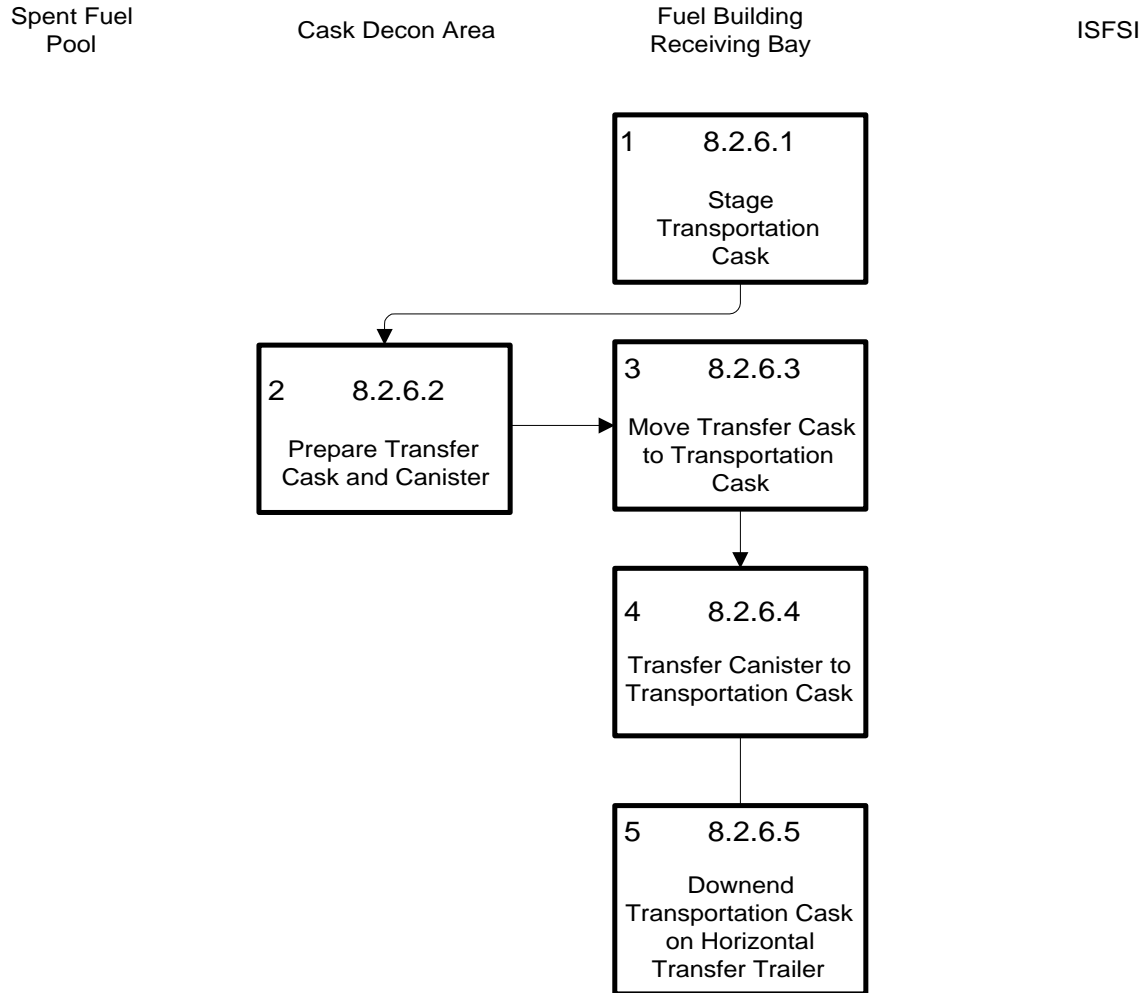 Spent Fuel
Pool
Cask Decon Area
Fuel Building
Receiving Bay
ISFSI
1 8.2.6.1
Stage
Transportation
Cask
2 8.2.6.2
Prepare Transfer
Cask and Canister
3 8.2.6.3
Move Transfer Cask
to Transportation
Cask
4 8.2.6.4
Transfer Canister to
Transportation Cask
5 8.2.6.5
Downend
Transportation Cask
on Horizontal
Transfer Trailer